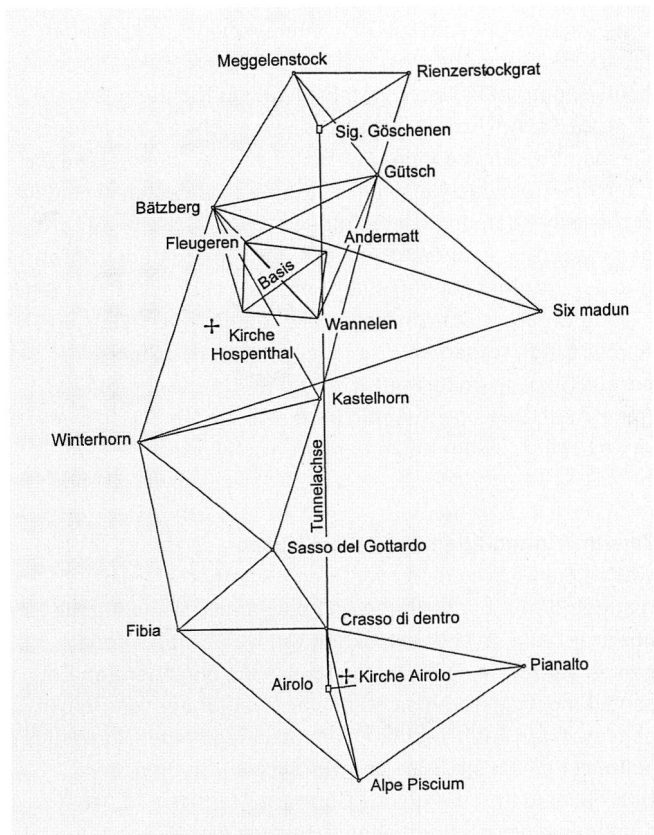 Meggelenstock
Rienzerstockgrat
Sig. Göschenen
Gütsch
Bätzberg
Fleugeren
Andermatt
Basis
Six madun
Wannelen
Kirche
Hospenthal
Kastelhorn
Winterhorn
Tunnelachse
Sasso del Gottardo
Crasso di dentro
Fibia
Pianalto
Kirche Airolo
Airolo
Alpe Piscium